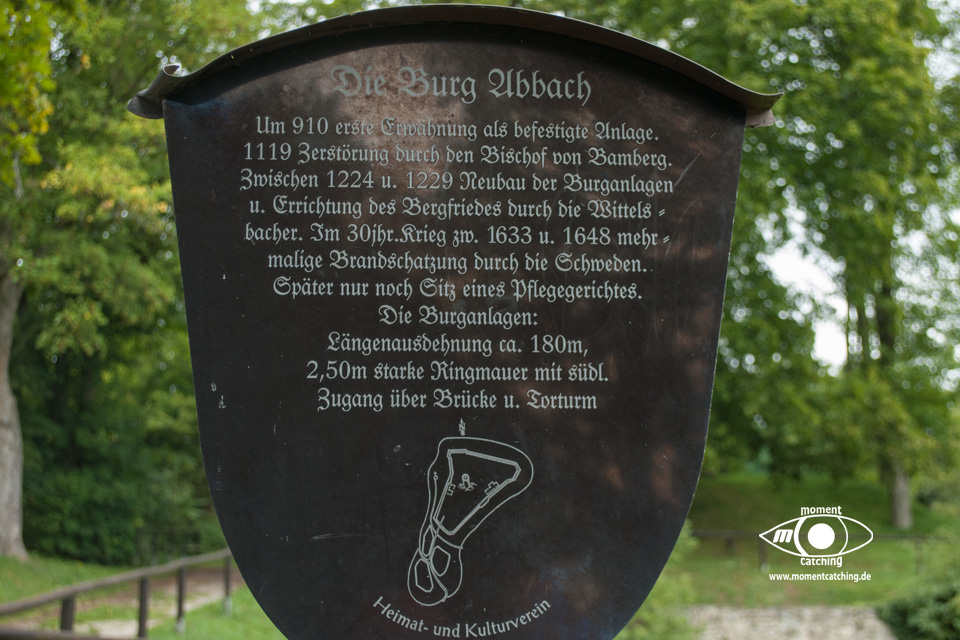 Die Burg Abbach
Um 910 erste Erwähnung als befestigte Anlage.
1119 Zerstörung durch den Bischof von Bamberg.
Zwischen 1224 u. 1229 Neubau der Burganlagen
u. Errichtung des Bergfriedes durch die Wittels-
bacher. Im 30jhr.Krieg zw. 1633 u. 1648 mehr-
malige Brandschatzung durch die Schweden.
Später nur noch Sitz eines Pflegegerichtes.
Die Burganlagen:
Längenausdehnung ca. 180m,
2,50m starke Ringmauer mit südl.
Zugang über Brücke u. Torturm
N
Heimat- und Kulturverein
moment
m
catching
www.momentcatching.de